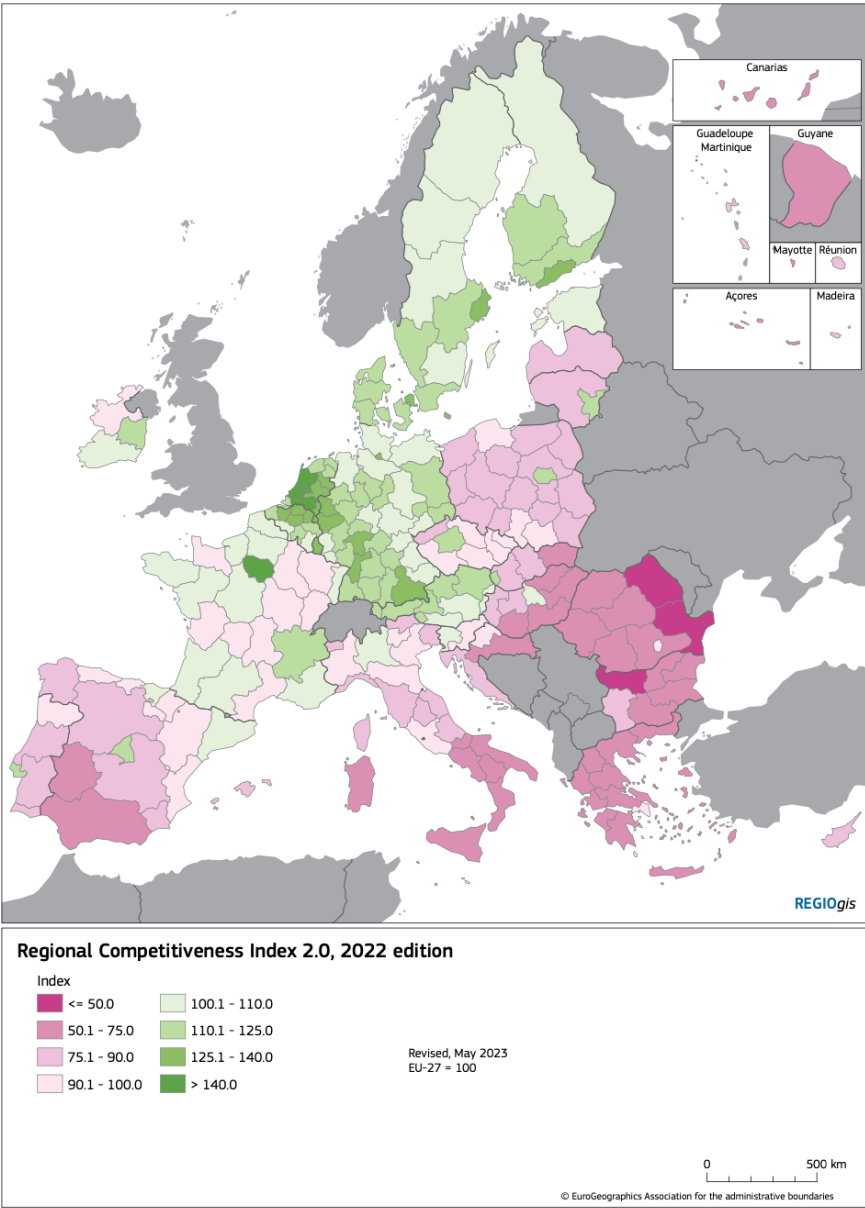 Canarias
Guadeloupe
Martinique
Guyane
Mayotte
Réunion
Açores
Madeira
REGIOgis
Regional Competitiveness Index 2.0, 2022 edition
Index
<= 50.0
50.1 - 75.0
75.1 - 90.0
90.1 - 100.0
100.1 - 110.0
110.1 - 125.0
125.1 - 140.0
> 140.0
Revised, May 2023
EU-27 = 100
0 500 km
© EuroGeographics Association for the administrative boundaries